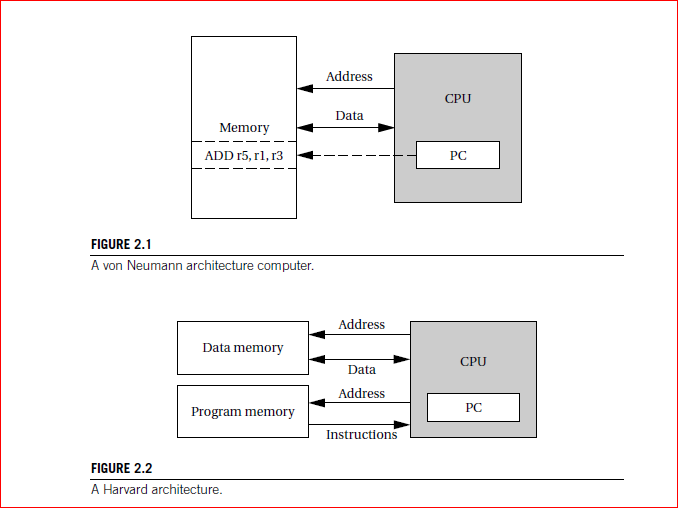 Address
CPU
Data
Memory
ADD r5, r1, r3
PC
FIGURE 2.1
A von Neumann architecture computer.
Address
Data memory
CPU
Data
Address
PC
Program memory
Instructions
FIGURE 2.2
A Harvard architecture.